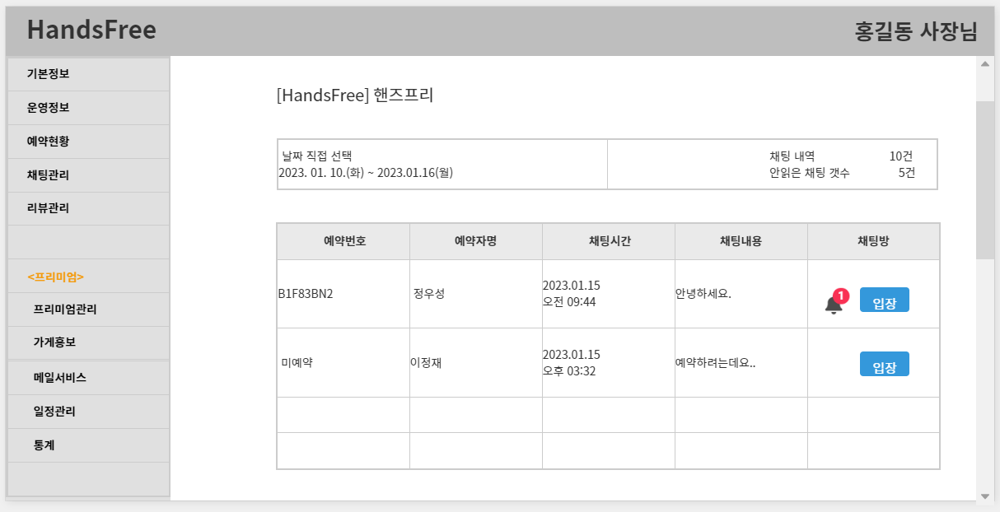 HandsFree
홍길동 사장님
기본정보
운영정보
예약현황
채팅관리
리뷰관리
<프리미엄>
프리미엄관리
가게홍보
메일서비스
일정관리
통계
[HandsFree] 핸즈프리
날짜 직접 선택
2023. 01. 10.(화) ~ 2023.01.16(월)
채팅 내역 10건
안읽은 채팅 갯수 5건
예약번호 예약자명 채팅시간 채팅내용 채팅방
B1F83BN2 정우성 2023.01.15 오전 09:44 안녕하세요. 1 입장
미예약 이정재 2023.01.15 오후 03:32 예약하려는데요.. 입장